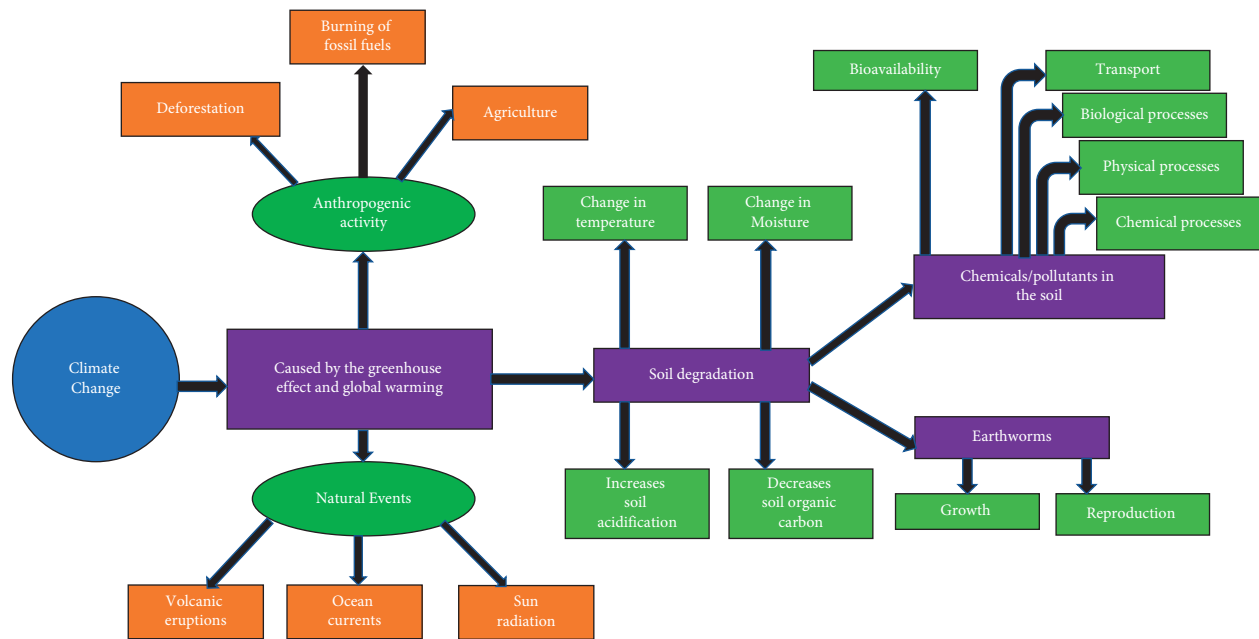 Burning of
fossil fuels
Deforestation
Agriculture
Anthropogenic
activity
Climate
Change
Caused by the greenhouse
effect and global warming
Natural Events
Volcanic
eruptions
Ocean
currents
Sun
radiation
Change in
temperature
Change in
Moisture
Soil degradation
Increases
soil
acidification
Decreases
soil organic
carbon
Bioavailability
Transport
Biological processes
Physical processes
Chemical processes
Chemicals/pollutants in
the soil
Earthworms
Growth
Reproduction